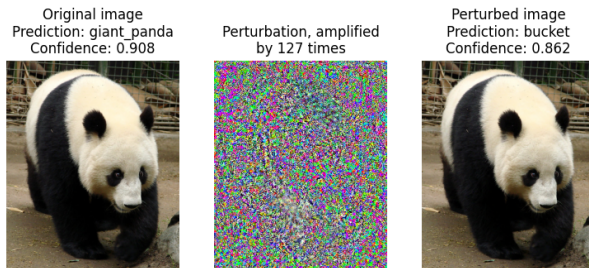 Original image
Prediction: giant_panda
Confidence: 0.908
Perturbation, amplified
by 127 times
Perturbed image
Prediction: bucket
Confidence: 0.862